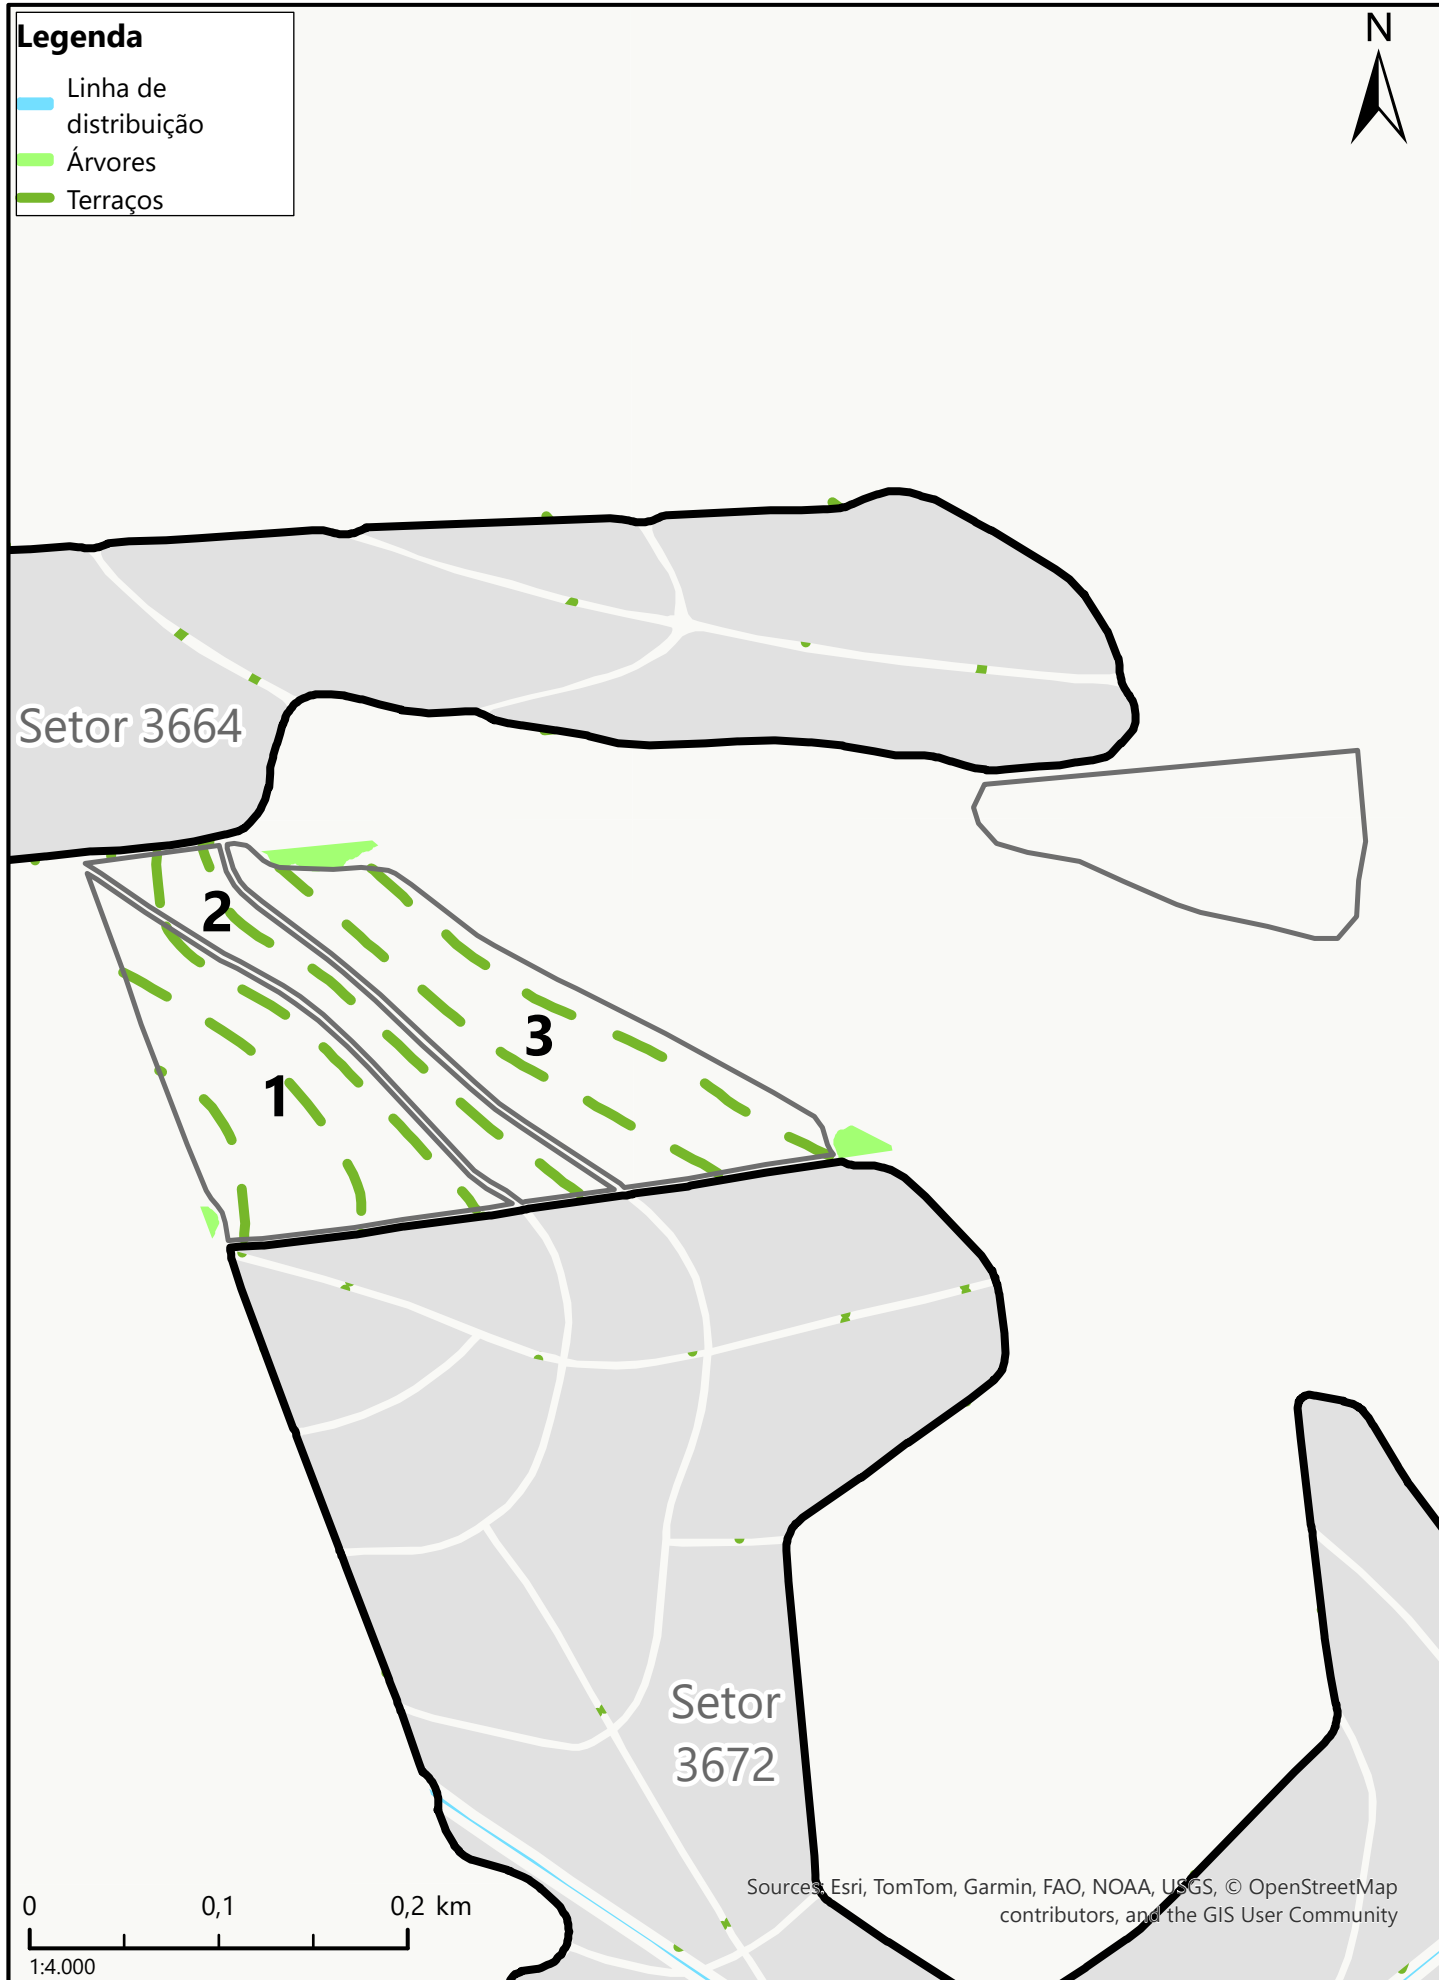 Legenda
Linha de
distribuição
Árvores
Terraços
N
Setor 3664
2
3
1
Setor
3672
Sources: Esri, TomTom, Garmin, FAO, NOAA, USGS, © OpenStreetMap
contributors, and the GIS User Community
0 0,1 0,2 km
1:4.000